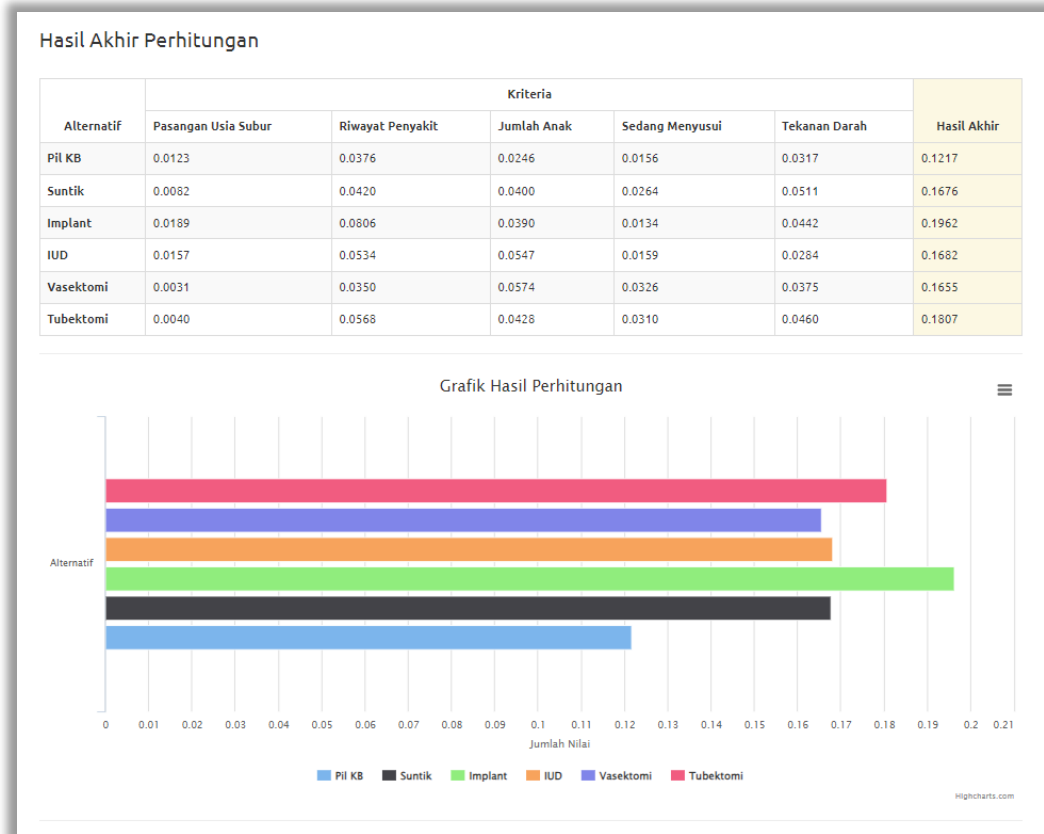 Hasil Akhir Perhitungan
Kriteria
Alternatif Pasangan Usia Subur Riwayat Penyakit Jumlah Anak Sedang Menyusui Tekanan Darah Hasil Akhir
Pil KB 0.0123 0.0376 0.0246 0.0156 0.0317 0.1217
Suntik 0.0082 0.0420 0.0400 0.0264 0.0511 0.1676
Implant 0.0189 0.0806 0.0390 0.0134 0.0442 0.1962
IUD 0.0157 0.0534 0.0547 0.0159 0.0284 0.1682
Vasektomi 0.0031 0.0350 0.0574 0.0326 0.0375 0.1655
Tubektomi 0.0040 0.0568 0.0428 0.0310 0.0460 0.1807
Grafik Hasil Perhitungan
Alternatif
0 0.01 0.02 0.03 0.04 0.05 0.06 0.07 0.08 0.09 0.1 0.11 0.12 0.13 0.14 0.15 0.16 0.17 0.18 0.19 0.2 0.21
Jumlah Nilai
Pil KB Suntik Implant IUD Vasektomi Tubektomi
Highcharts.com